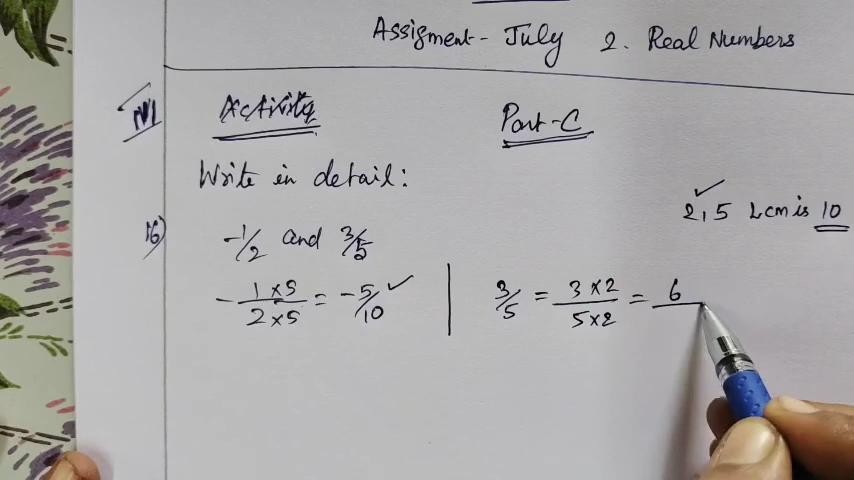 Assigment - July 2. Real Numbers
IV) Activity Part-C
Write in detail:
2, 5 Lcm is 10
16) -1/2 and 3/5
- 1×5/2×5 = -5/10 ✓ 3/5 = 3×2/5×2 = 6/